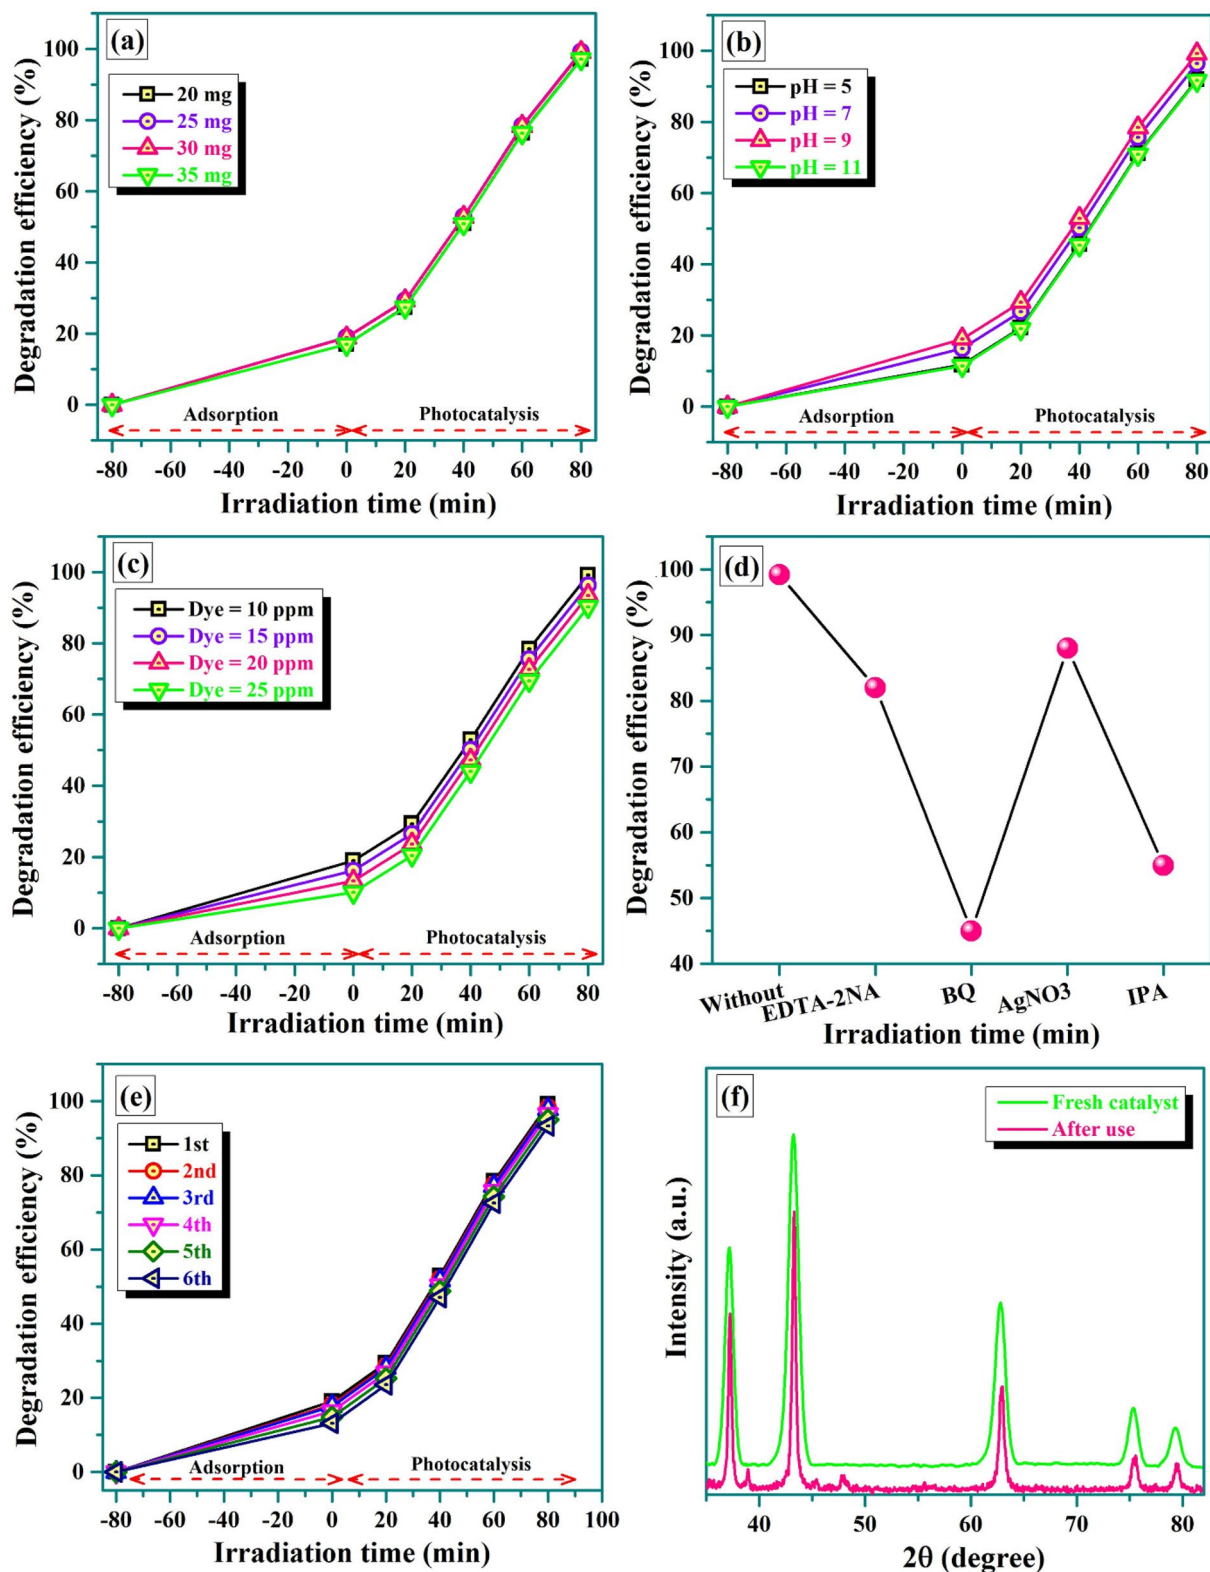 (a)
20 mg
25 mg
30 mg
35 mg
Degradation efficiency (%)
100
80
60
40
20
0
Adsorption
Photocatalysis
-80 -60 -40 -20 0 20 40 60 80
Irradiation time (min)
(b)
pH = 5
pH = 7
pH = 9
pH = 11
Degradation efficiency (%)
100
80
60
40
20
0
Adsorption
Photocatalysis
-80 -60 -40 -20 0 20 40 60 80
Irradiation time (min)
(c)
Dye = 10 ppm
Dye = 15 ppm
Dye = 20 ppm
Dye = 25 ppm
Degradation efficiency (%)
100
80
60
40
20
0
Adsorption
Photocatalysis
-80 -60 -40 -20 0 20 40 60 80
Irradiation time (min)
(d)
Degradation efficiency (%)
100
90
80
70
60
50
40
Without EDTA-2NA BQ AgNO3 IPA
Irradiation time (min)
(e)
1st
2nd
3rd
4th
5th
6th
Degradation efficiency (%)
100
80
60
40
20
0
Adsorption
Photocatalysis
-80 -60 -40 -20 0 20 40 60 80 100
Irradiation time (min)
(f)
Fresh catalyst
After use
Intensity (a.u.)
40 50 60 70 80
2θ (degree)